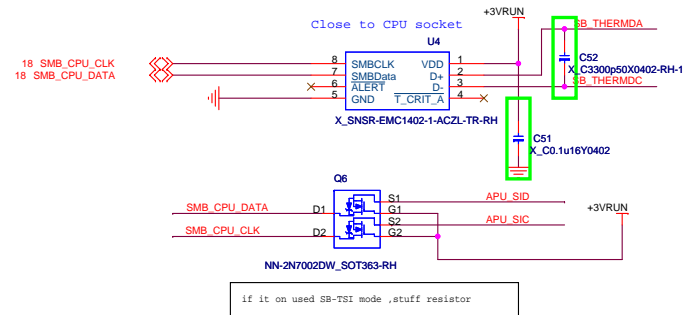 +3VRUN
Close to CPU socket
SB_THERMDA
U4
18 SMB_CPU_CLK
18 SMB_CPU_DATA
8 SMBCLK VDD 1
7 SMBData D+ 2
6 ALERT D- 3
5 GND T_CRIT_A 4
C52
X_C3300p50X0402-RH-1
SB_THERMDC
X_SNSR-EMC1402-1-ACZL-TR-RH
C51
X_C0.1u16Y0402
Q6
SMB_CPU_DATA D1 S1 APU_SID
G1
+3VRUN
S2 APU_SIC
SMB_CPU_CLK D2 G2
NN-2N7002DW_SOT363-RH
if it on used SB-TSI mode ,stuff resistor